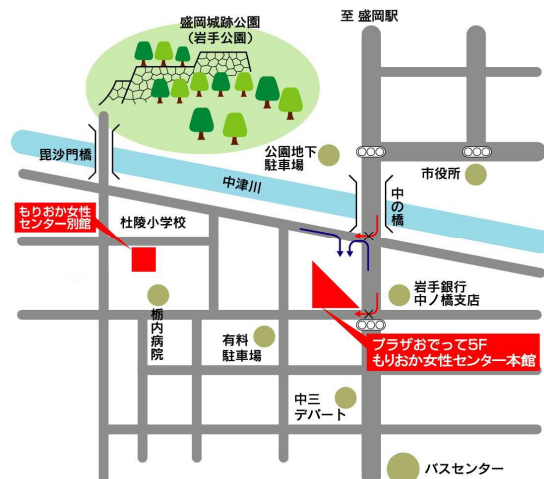 盛岡城跡公園
(岩手公園)
至 盛岡駅
毘沙門橋
公園地下
駐車場
中津川
中の橋
市役所
もりおか女性
センター別館
杜陵小学校
岩手銀行
中ノ橋支店
栃内
病院
有料
駐車場
プラザおでって5F
もりおか女性センター本館
中三
デパート
バスセンター